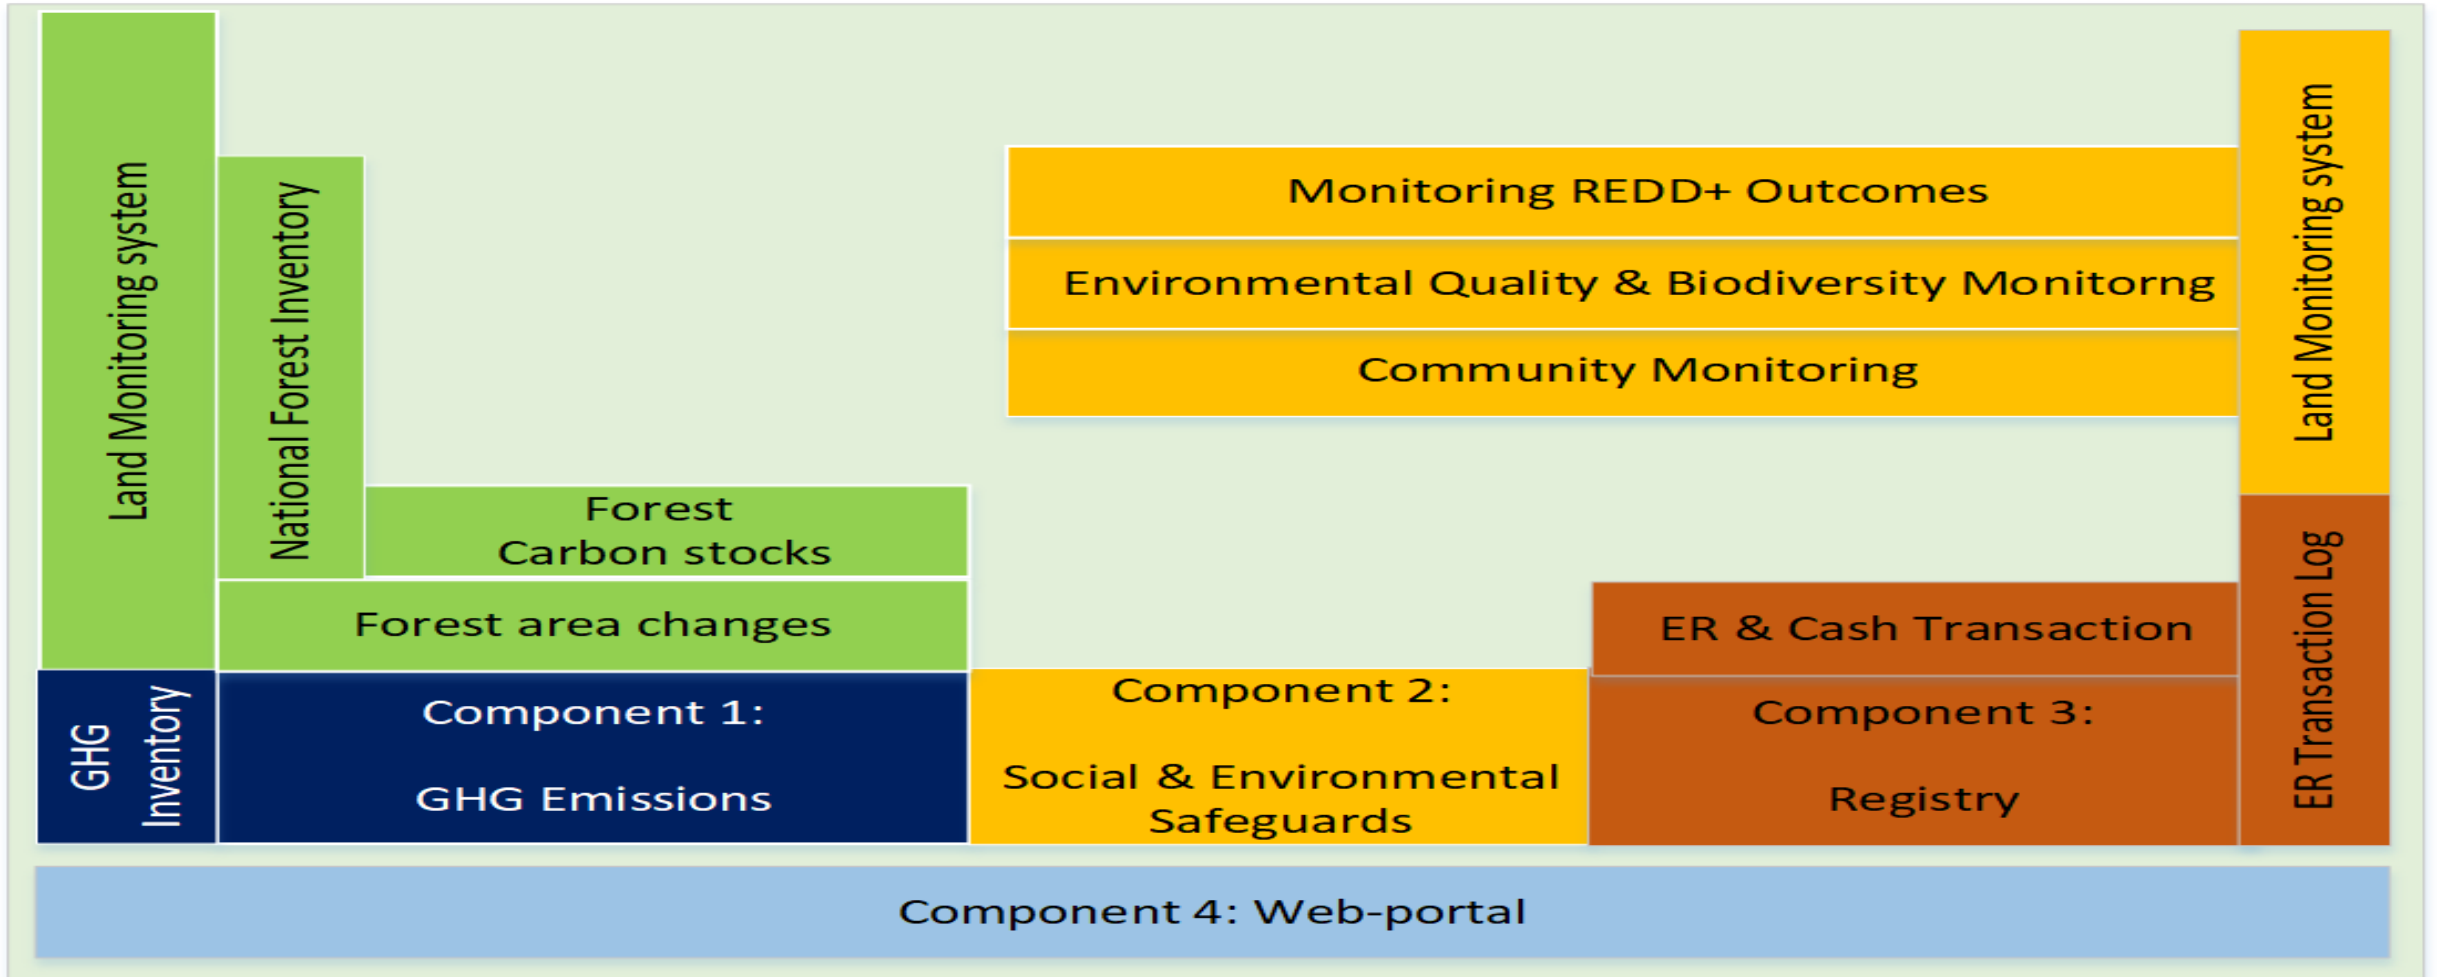 Land Monitoring system
National Forest Inventory
Forest
Carbon stocks
Forest area changes
GHG
Inventory
Component 1:
GHG Emissions
Monitoring REDD+ Outcomes
Environmental Quality & Biodiversity Monitorng
Community Monitoring
Component 2:
Social & Environmental
Safeguards
ER & Cash Transaction
Component 3:
Registry
Land Monitoring system
ER Transaction Log
Component 4: Web-portal